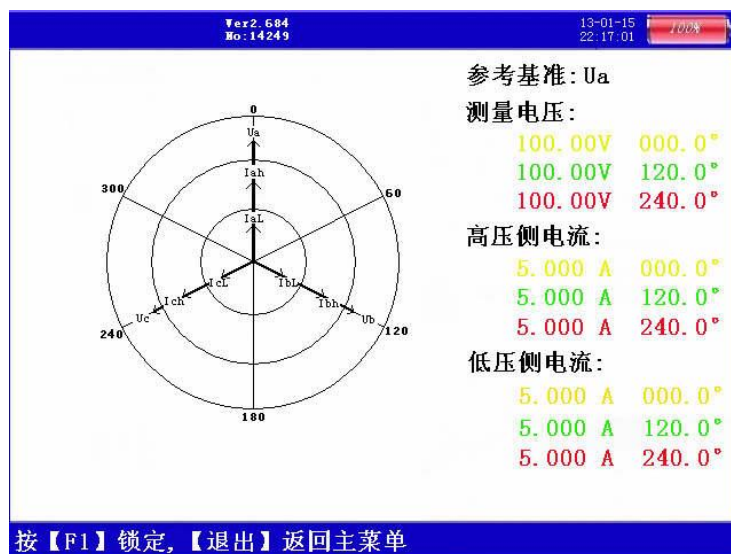 Ver2.684
No:14249
13-01-15
22:17:01
100%
参考基准:Ua
测量电压:
100.00V 000.0°
100.00V 120.0°
100.00V 240.0°
高压侧电流:
5.000 A 000.0°
5.000 A 120.0°
5.000 A 240.0°
低压侧电流:
5.000 A 000.0°
5.000 A 120.0°
5.000 A 240.0°
0
Ua
Iah
IaL
300
60
IcL
IbL
Ich
Ibh
Uc
Ub
240
120
180
按【F1】锁定,【退出】返回主菜单